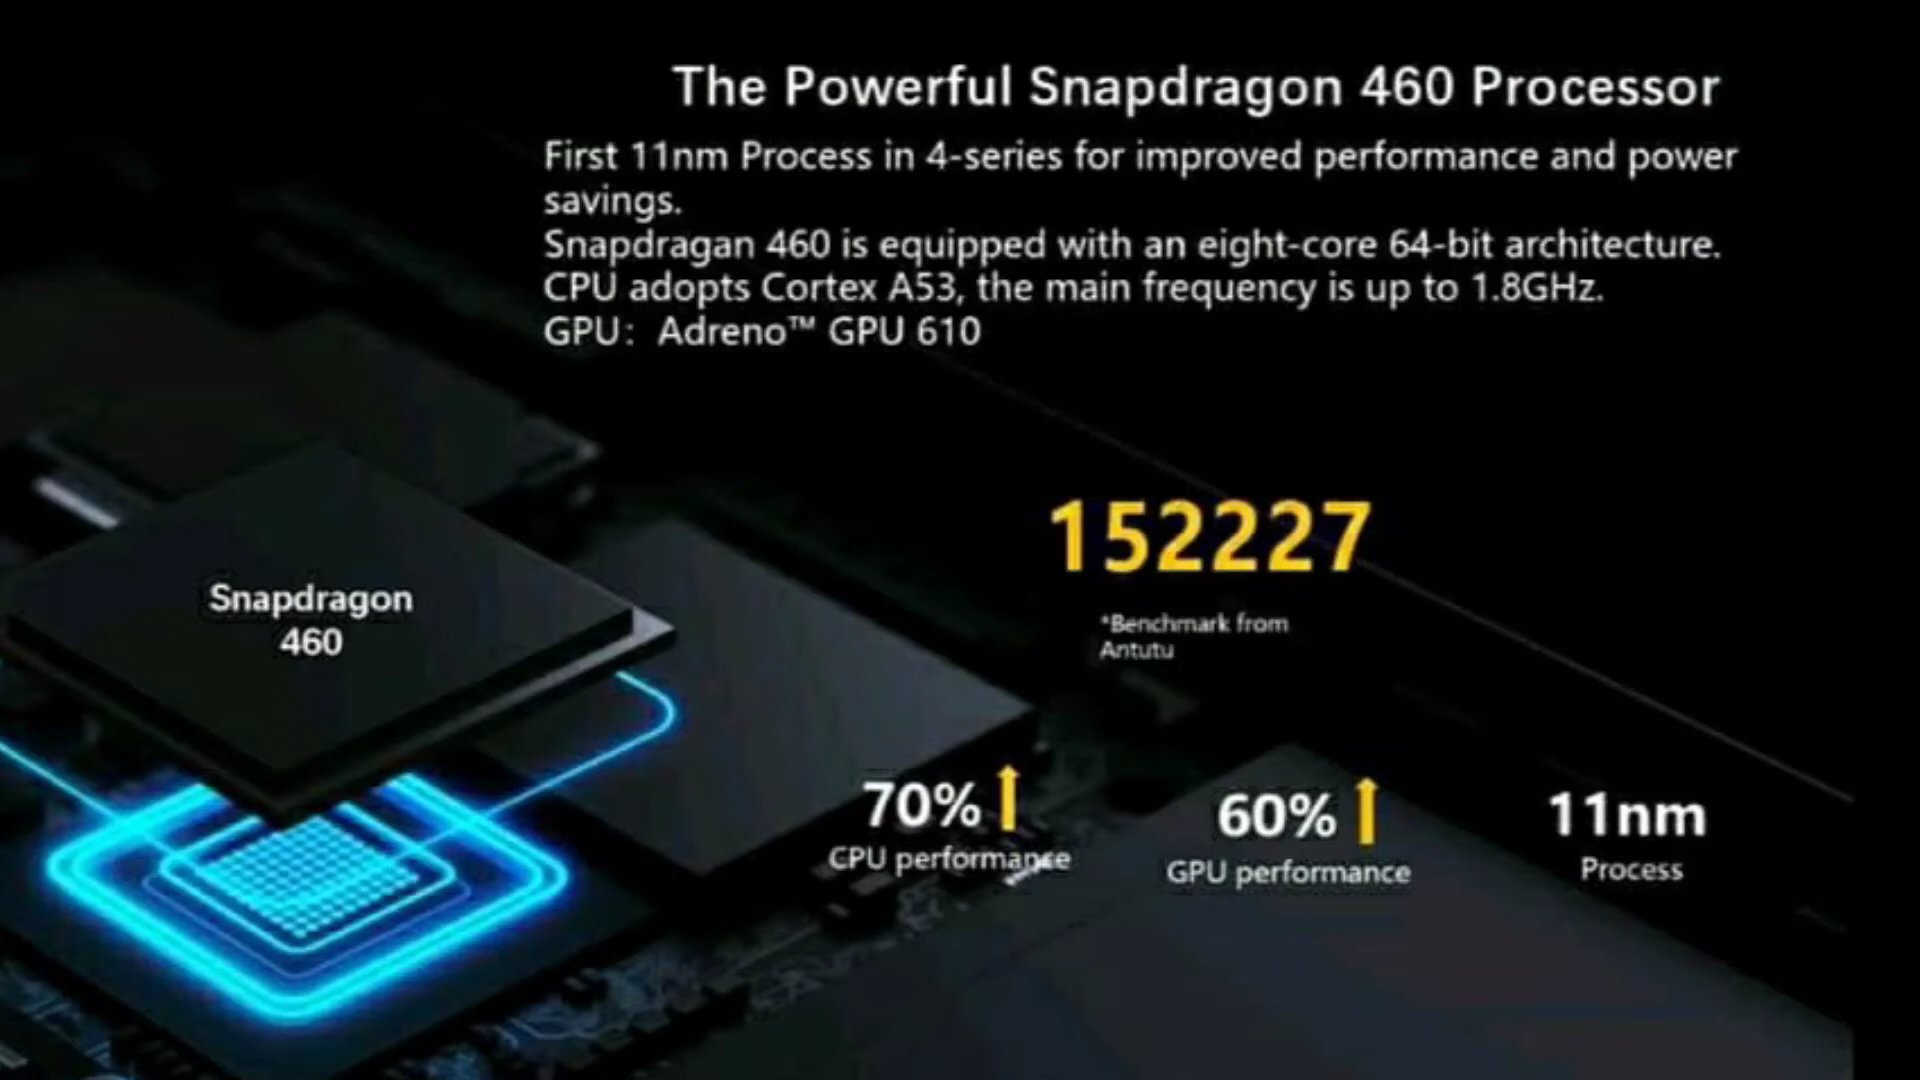 The Powerful Snapdragon 460 Processor
First 11nm Process in 4-series for improved performance and power
savings.
Snapdragan 460 is equipped with an eight-core 64-bit architecture.
CPU adopts Cortex A53, the main frequency is up to 1.8GHz.
GPU: Adreno™ GPU 610
152227
*Benchmark from
Antutu
Snapdragon
460
70%
CPU performance
60%
GPU performance
11nm
Process